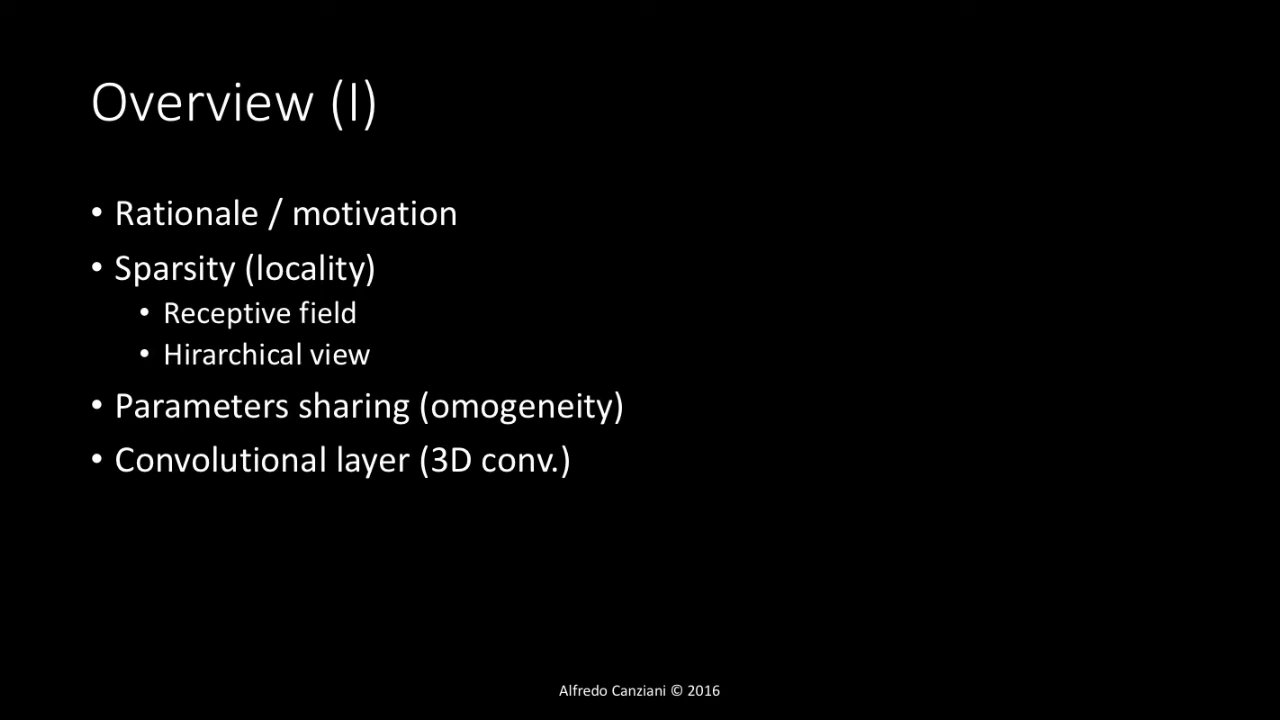 Overview (I)
• Rationale / motivation
• Sparsity (locality)
• Receptive field
• Hirarchical view
• Parameters sharing (omogeneity)
• Convolutional layer (3D conv.)
Alfredo Canziani © 2016